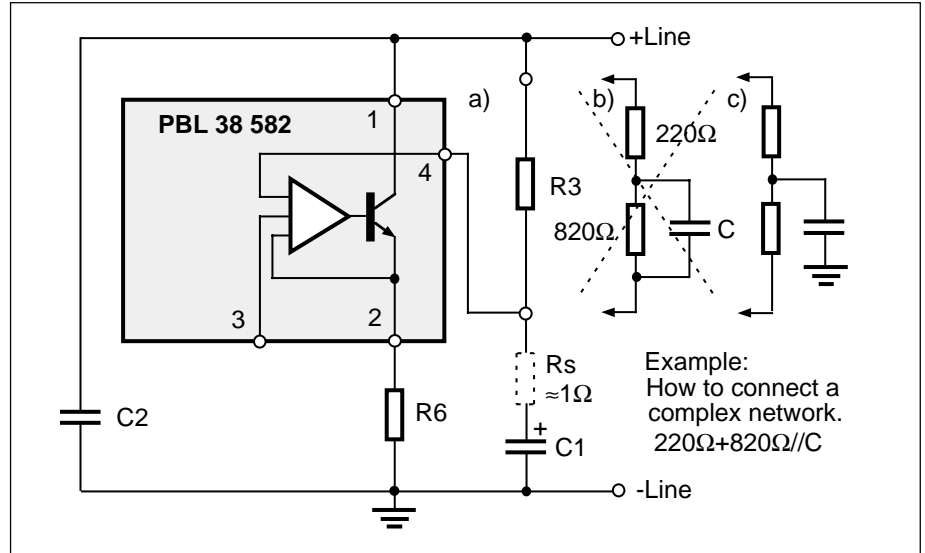 +Line
PBL 38 582
1
a)
b)
c)
4
220Ω
R3
820Ω
C
3
2
Rs
≈1Ω
Example:
How to connect a
complex network.
220Ω+820Ω//C
C2
R6
+
C1
-Line